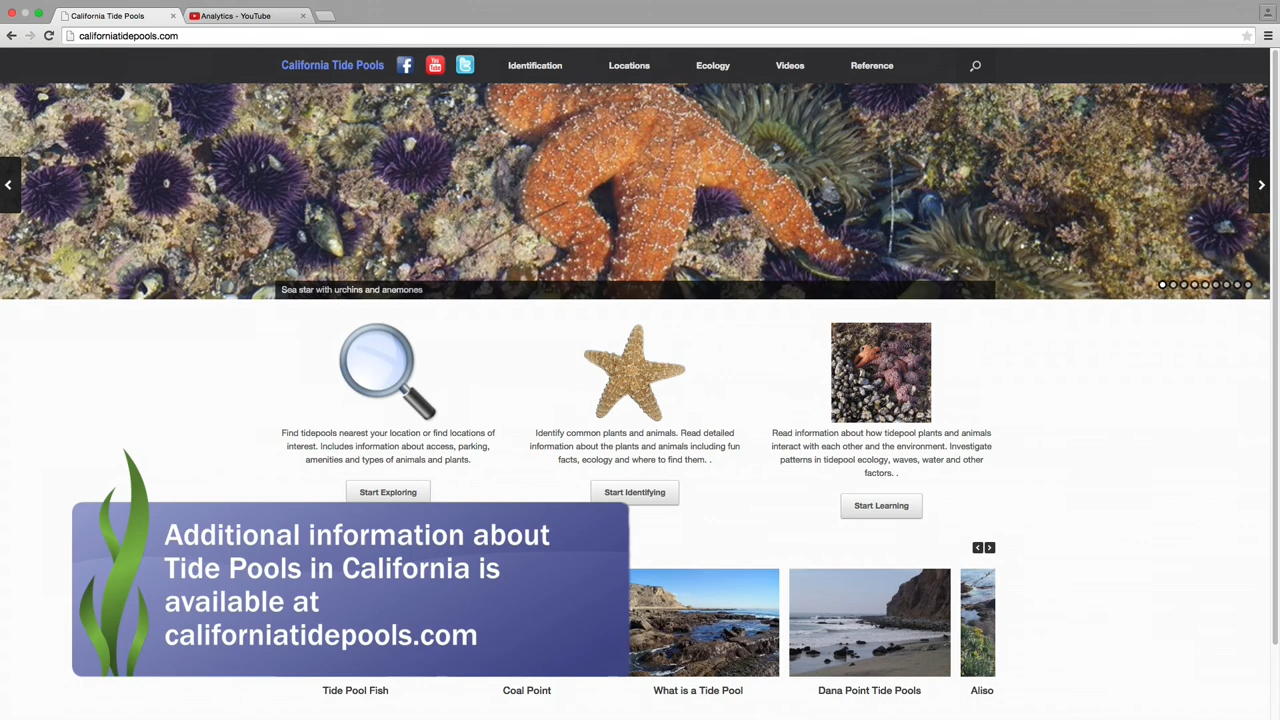 California Tide Pools
Analytics - YouTube
californiatidepools.com
California Tide Pools
You
Tube
Identification
Locations
Ecology
Videos
Reference
Sea star with urchins and anemones
Find tidepools nearest your location or find locations of
interest. Includes information about access, parking,
amenities and types of animals and plants.
Start Exploring
Identify common plants and animals. Read detailed
information about the plants and animals including fun
facts, ecology and where to find them. .
Start Identifying
Read information about how tidepool plants and animals
interact with each other and the environment. Investigate
patterns in tidepool ecology, waves, water and other
factors. .
Start Learning
Additional information about
Tide Pools in California is
available at
californiatidepools.com
Tide Pool Fish
Coal Point
What is a Tide Pool
Dana Point Tide Pools
Aliso